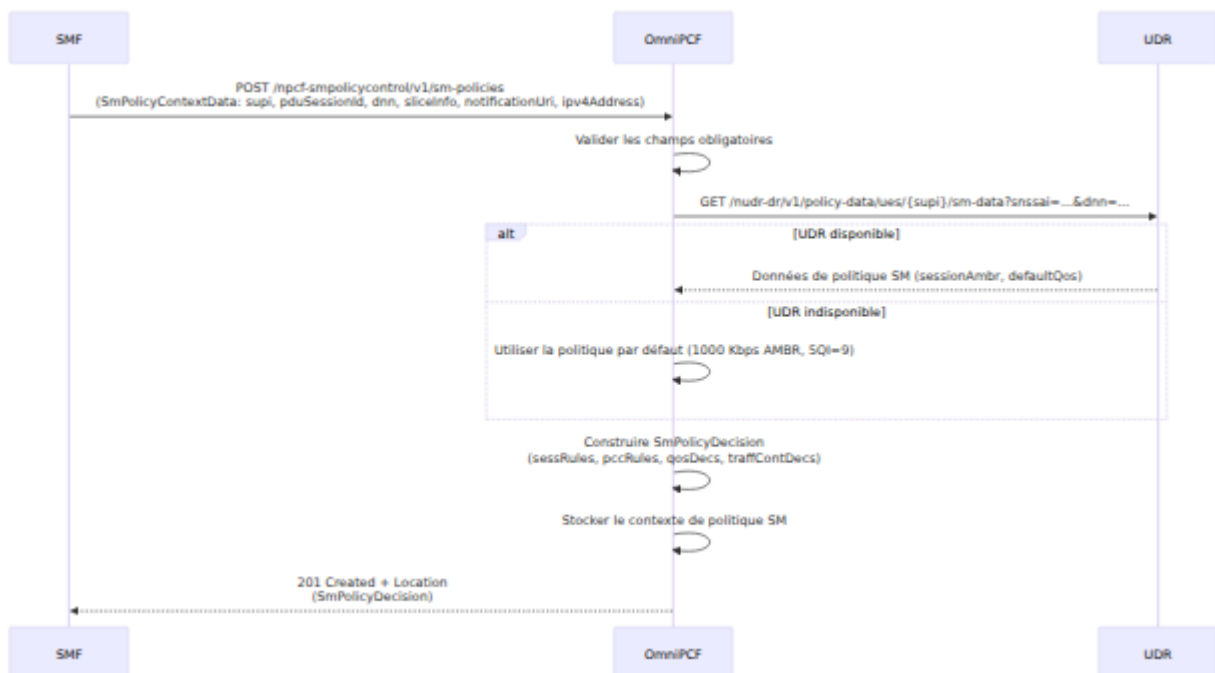 SMF OmniPCF UDR
POST /npcf-smpolicycontrol/v1/sm-policies
(SmPolicyContextData: supi, pduSessionId, dnn, sliceInfo, notificationUri, ipv4Address)
Valider les champs obligatoires
GET /nudr-dr/v1/policy-data/ues/{supi}/sm-data?snssai=...&dnn=...
alt [UDR disponible]
Données de politique SM (sessionAmbr, defaultQos)
[UDR indisponible]
Utiliser la politique par défaut (1000 Kbps AMBR, 5QI=9)
Construire SmPolicyDecision
(sessRules, pccRules, qosDecs, traffContDecs)
Stocker le contexte de politique SM
201 Created + Location
(SmPolicyDecision)
SMF OmniPCF UDR